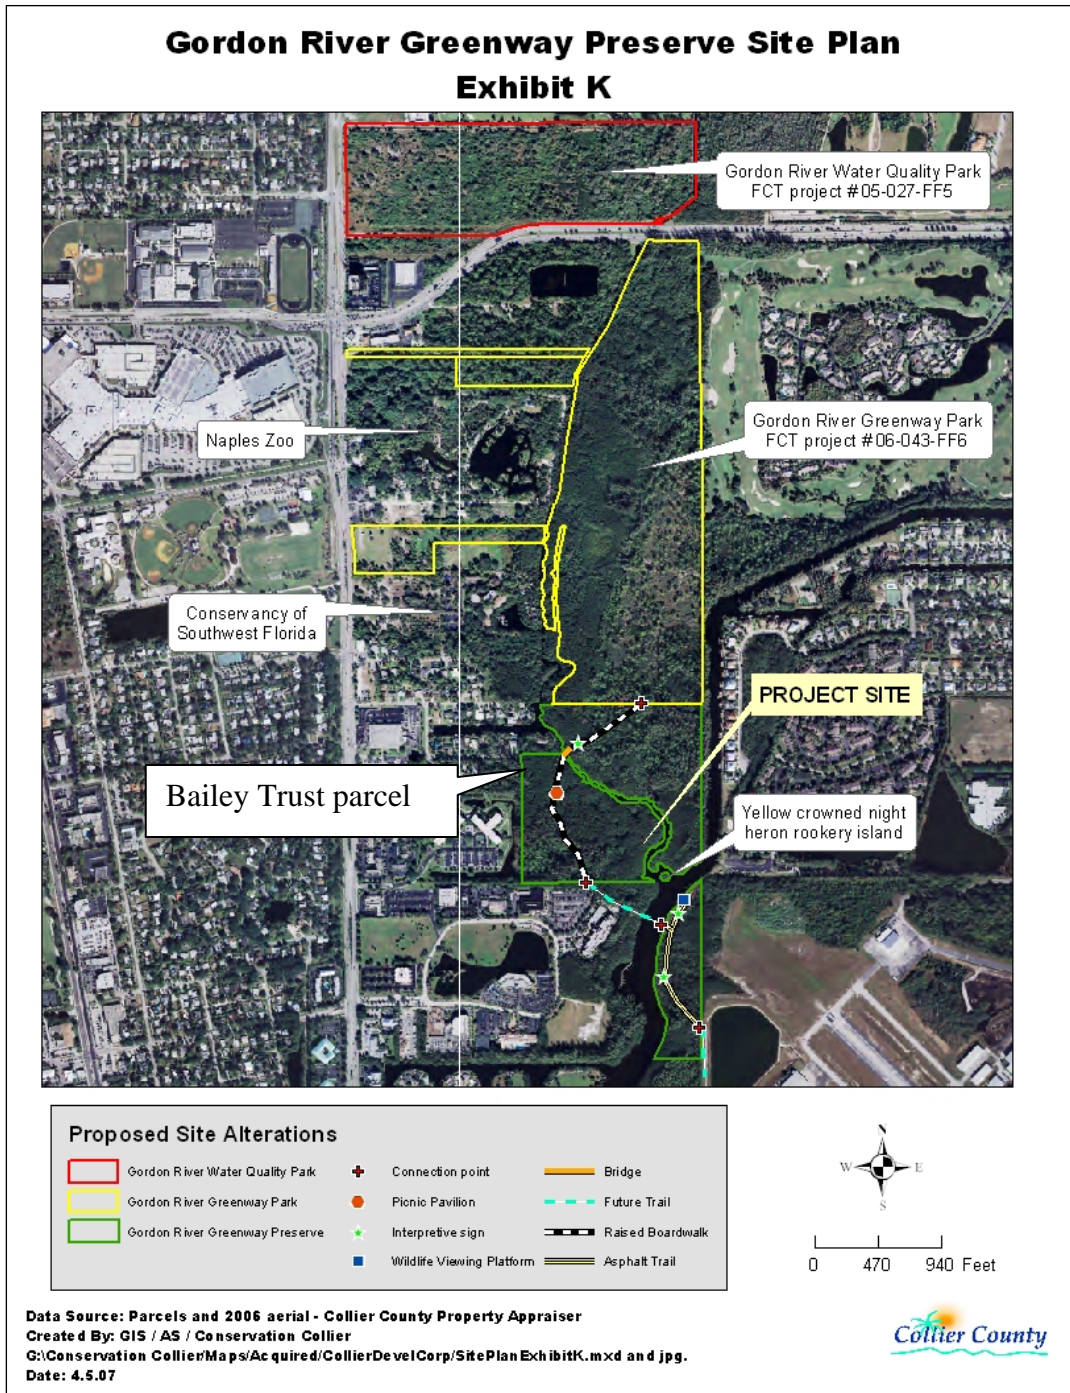 Gordon River Greenway Preserve Site Plan
Exhibit K
Gordon River Water Quality Park
FCT project #05-027-FF5
Gordon River Greenway Park
FCT project #06-043-FF6
Naples Zoo
Conservancy of
Southwest Florida
PROJECT SITE
Bailey Trust parcel
Yellow crowned night
heron rookery island
Proposed Site Alterations
Gordon River Water Quality Park
Gordon River Greenway Park
Gordon River Greenway Preserve
Connection point
Picnic Pavilion
Interpretive sign
Wildlife Viewing Platform
Bridge
Future Trail
Raised Boardwalk
Asphalt Trail
N
W E
S
0 470 940 Feet
Data Source: Parcels and 2006 aerial - Collier County Property Appraiser
Created By: GIS / AS / Conservation Collier
G:\Conservation Collier/Maps/Acquired/CollierDevelCorp/SitePlanExhibitK.mxd and jpg.
Date: 4.5.07
Collier County